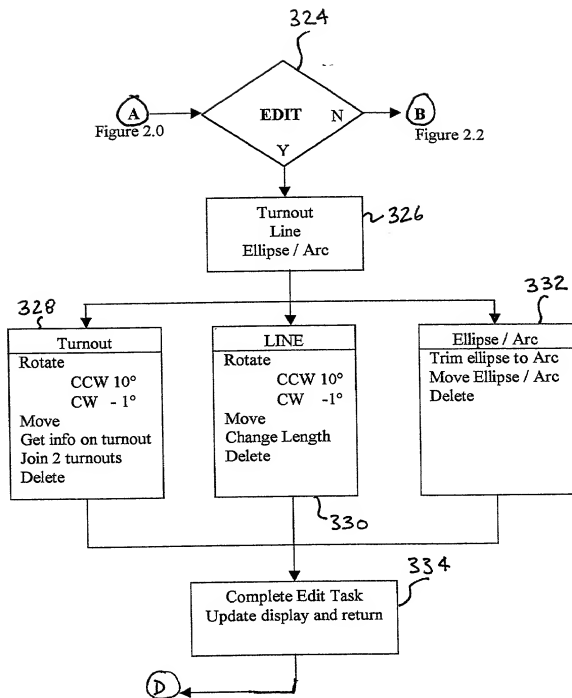 324
A
EDIT
N
B
Figure 2.0
Figure 2.2
Y
Turnout
Line
Ellipse / Arc
326
328
Turnout
Rotate
CCW 10°
CW - 1°
Move
Get info on turnout
Join 2 turnouts
Delete
LINE
Rotate
CCW 10°
CW -1°
Move
Change Length
Delete
330
332
Ellipse / Arc
Trim ellipse to Arc
Move Ellipse / Arc
Delete
334
Complete Edit Task
Update display and return
D